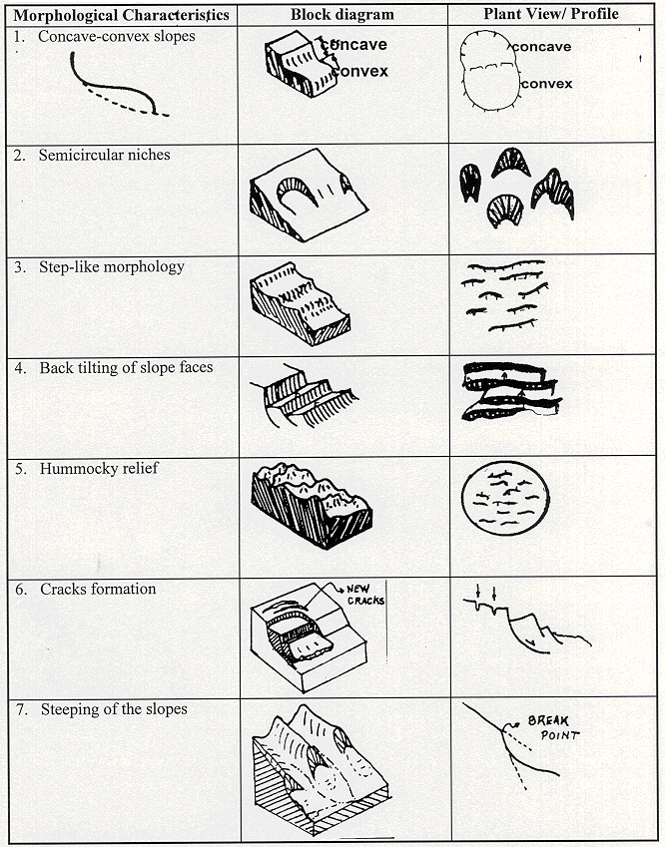 Morphological Characteristics
Block diagram
Plant View/ Profile
1. Concave-convex slopes
concave
convex
concave
convex
2. Semicircular niches
3. Step-like morphology
4. Back tilting of slope faces
5. Hummocky relief
6. Cracks formation
NEW
CRACKS
7. Steeping of the slopes
BREAK
POINT